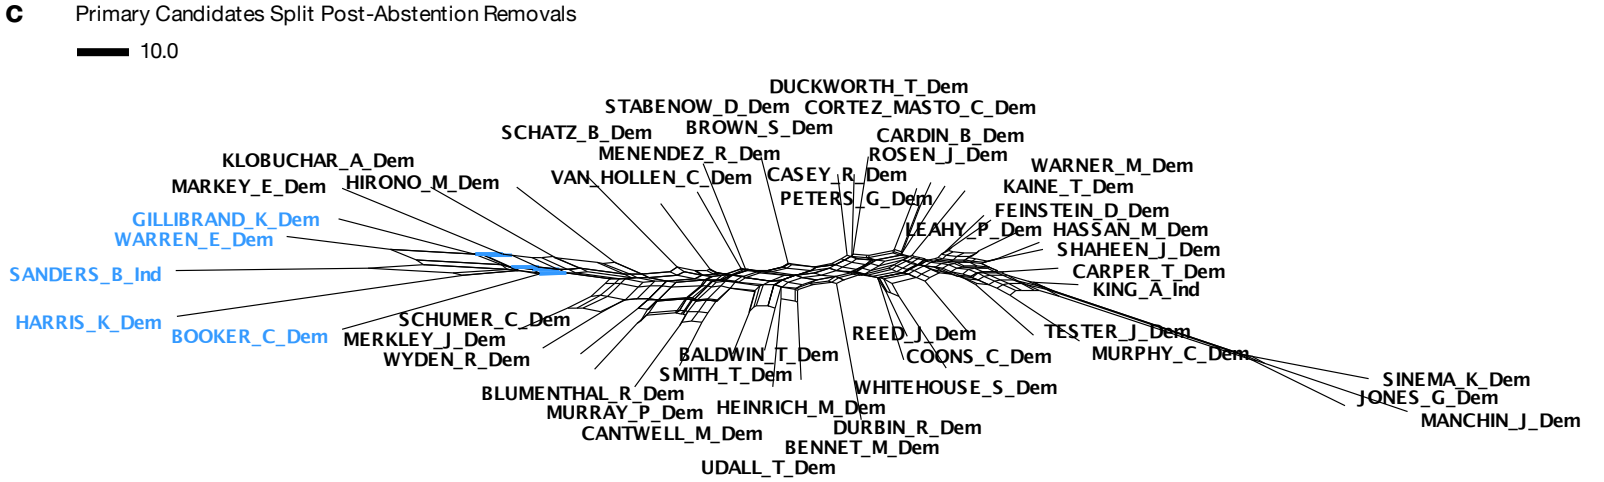 c Primary Candidates Split Post-Abstention Removals
10.0
DUCKWORTH_T_Dem
STABENOW_D_Dem CORTEZ_MASTO_C_Dem
SCHATZ_B_Dem BROWN_S_Dem CARDIN_B_Dem
MENENDEZ_R_Dem ROSEN_J_Dem
KLOBUCHAR_A_Dem WARNER_M_Dem
MARKEY_E_Dem HIRONO_M_Dem VAN_HOLLEN_C_Dem CASEY_R_Dem KAINE_T_Dem
PETERS_G_Dem
GILLIBRAND_K_Dem FEINSTEIN_D_Dem
WARREN_E_Dem LEAHY_P_Dem HASSAN_M_Dem
SHAHEEN_J_Dem
SANDERS_B_Ind CARPER_T_Dem
KING_A_Ind
HARRIS_K_Dem SCHUMER_C_Dem
BOOKER_C_Dem MERKLEY_J_Dem REED_J_Dem TESTER_J_Dem
WYDEN_R_Dem BALDWIN_T_Dem COONS_C_Dem MURPHY_C_Dem
SMITH_T_Dem
SINEMA_K_Dem
BLUMENTHAL_R_Dem WHITEHOUSE_S_Dem JONES_G_Dem
MURRAY_P_Dem HEINRICH_M_Dem
MANCHIN_J_Dem
CANTWELL_M_Dem DURBIN_R_Dem
BENNET_M_Dem
UDALL_T_Dem